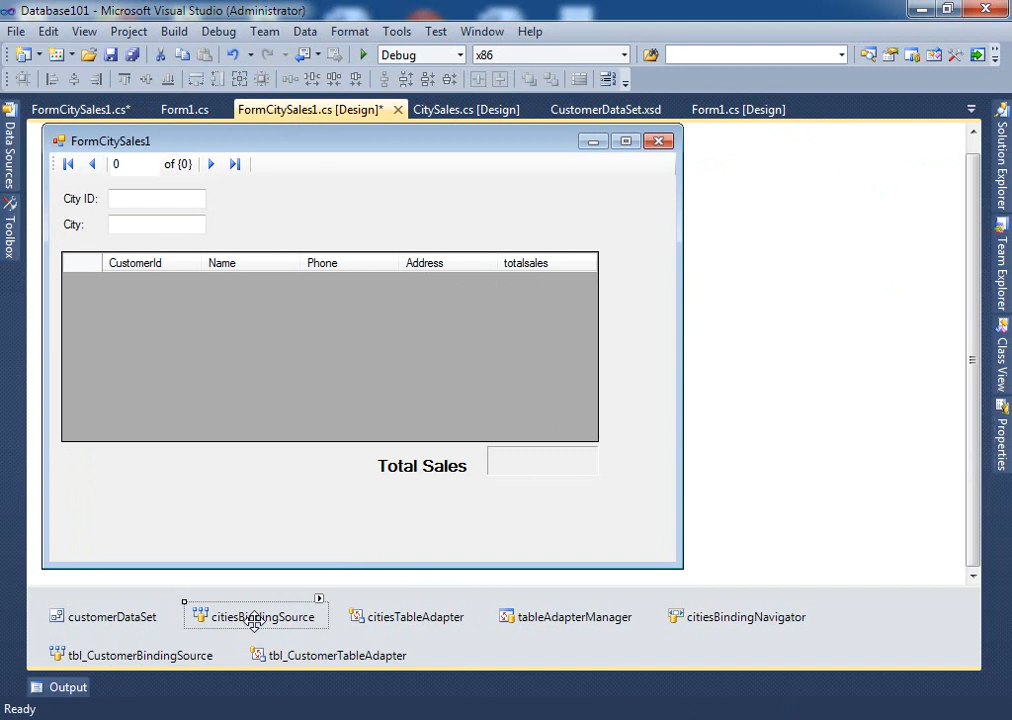 Database101 - Microsoft Visual Studio (Administrator)
File Edit View Project Build Debug Team Data Format Tools Test Window Help
Debug x86
FormCitySales1.cs* Form1.cs FormCitySales1.cs [Design]* CitySales.cs [Design] CustomerDataSet.xsd Form1.cs [Design]
Data Sources
Toolbox
FormCitySales1
0 of {0}
City ID:
City:
CustomerId Name Phone Address totalsales
Total Sales
customerDataSet citiesBindingSource citiesTableAdapter tableAdapterManager citiesBindingNavigator
tbl_CustomerBindingSource tbl_CustomerTableAdapter
Solution Explorer
Team Explorer
Class View
Properties
Output
Ready